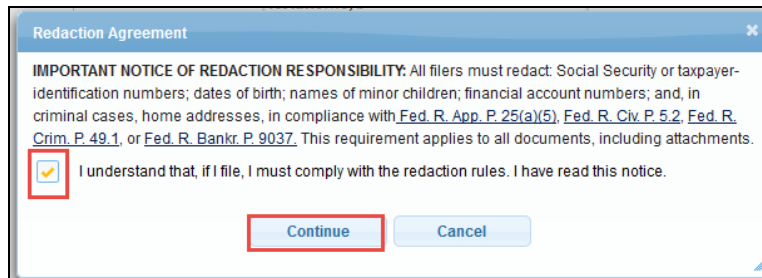 Redaction Agreement
IMPORTANT NOTICE OF REDACTION RESPONSIBILITY: All filers must redact: Social Security or taxpayer-
identification numbers; dates of birth; names of minor children; financial account numbers; and, in
criminal cases, home addresses, in compliance with Fed. R. App. P. 25(a)(5), Fed. R. Civ. P. 5.2, Fed. R.
Crim. P. 49.1, or Fed. R. Bankr. P. 9037. This requirement applies to all documents, including attachments.
I understand that, if I file, I must comply with the redaction rules. I have read this notice.
Continue Cancel